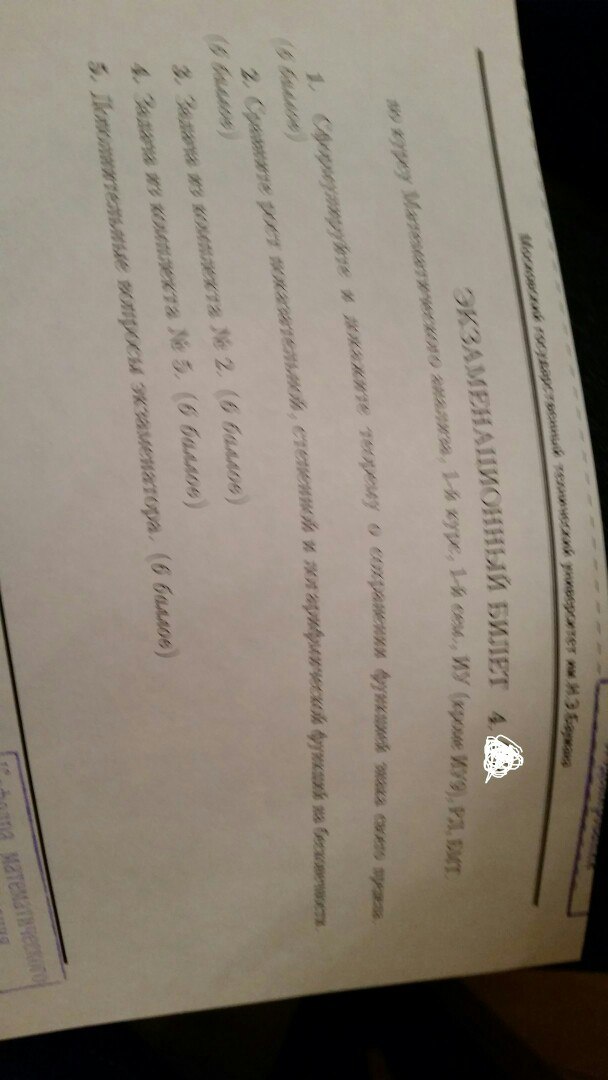 Московский государственный технический университет им.Н.Э.Баумана
ЭКЗАМЕНАЦИОННЫЙ БИЛЕТ 4.
по курсу Математического анализа, 1-й курс, 1-й сем., ИУ (кроме ИУ9), РЛ, БМТ.
1. Сформулируйте и докажите теорему о сохранении функцией знака своего предела.
(6 баллов)
2. Сравните рост показательной, степенной и логарифмической функций на бесконечности.
(6 баллов)
3. Задача из комплекта № 2. (6 баллов)
4. Задача из комплекта № 5. (6 баллов)
5. Дополнительные вопросы экзаменатора. (6 баллов)
Кафедра математического